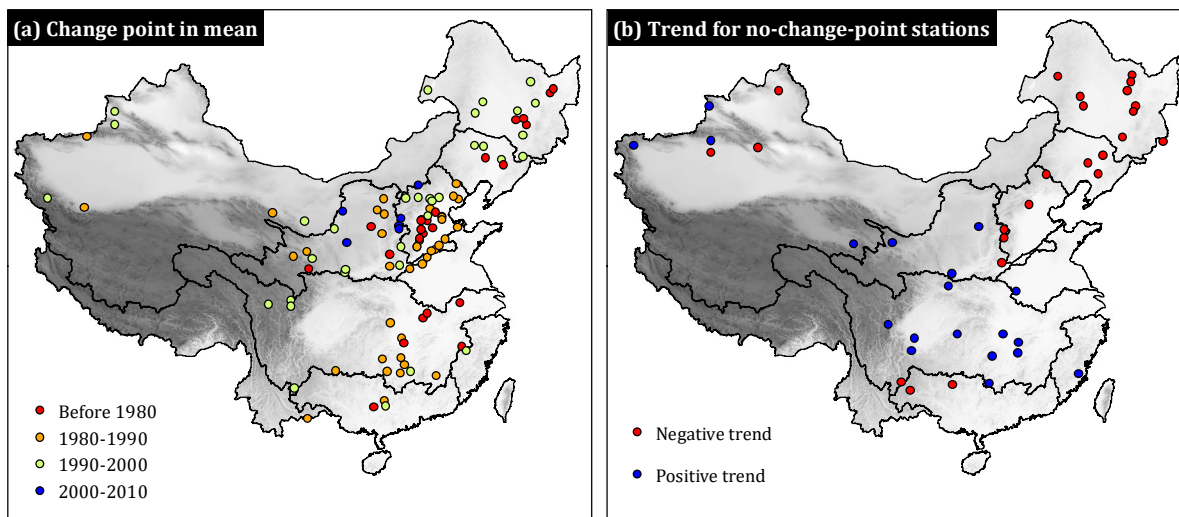 (a) Change point in mean
Before 1980
1980-1990
1990-2000
2000-2010
(b) Trend for no-change-point stations
Negative trend
Positive trend